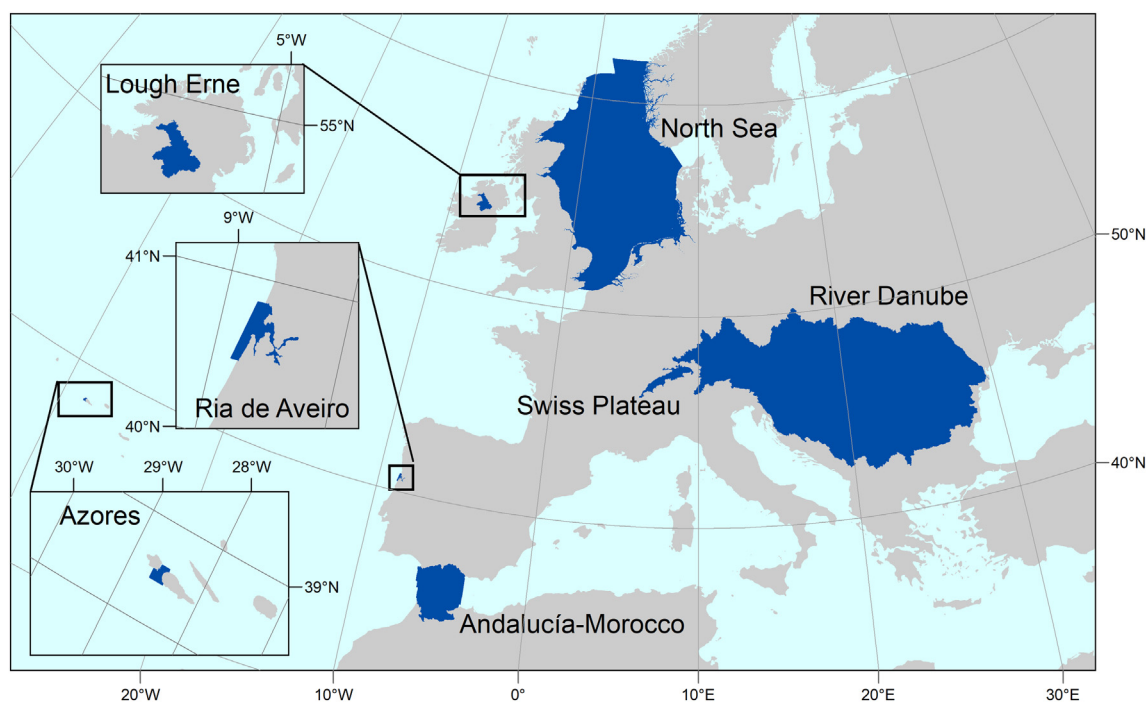 5°W
Lough Erne
55°N
North Sea
9°W
41°N
50°N
River Danube
Swiss Plateau
Ria de Aveiro
40°N
30°W
29°W
28°W
40°N
Azores
39°N
Andalucía-Morocco
20°W
10°W
0°
10°E
20°E
30°E